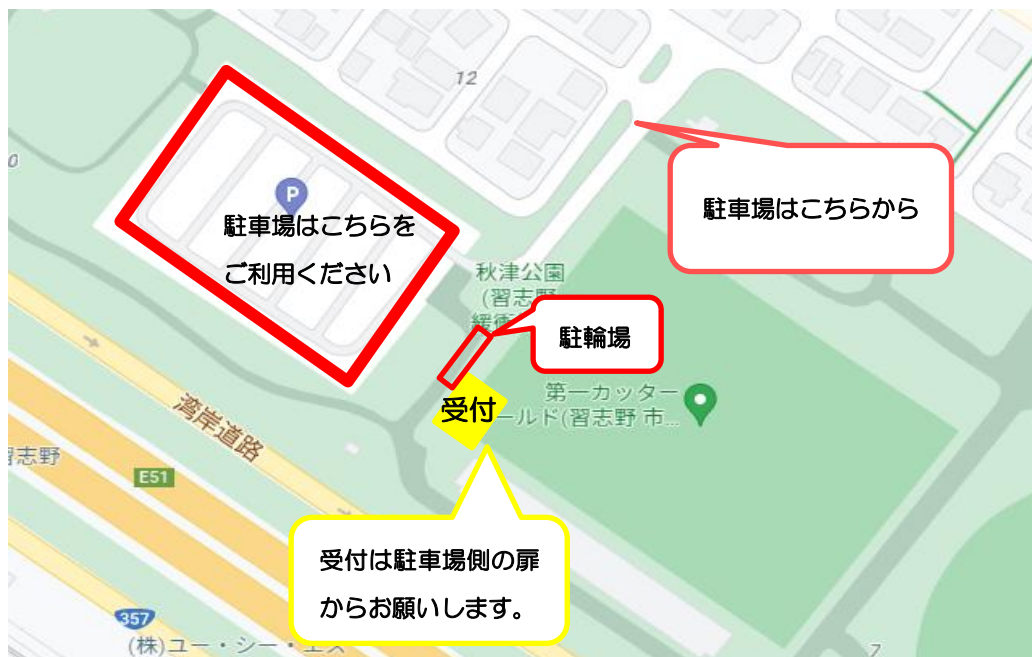 12
0
駐車場はこちらから
P
駐車場はこちらを
ご利用ください
秋津公園
(習志野
駐輪場
第一カッター
ールド(習志野 市...
受付
湾岸道路
習志野
E51
受付は駐車場側の扉
からお願いします。
357
(株)ユー・シー・エス
7